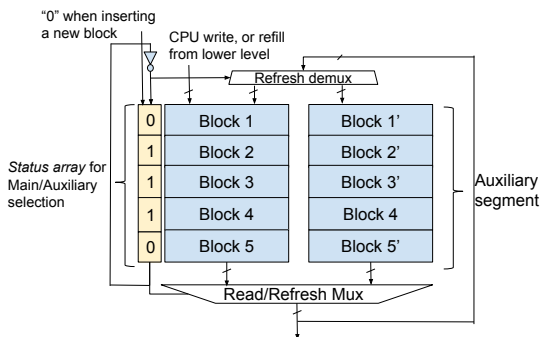 “0” when inserting
a new block
CPU write, or refill
from lower level
Refresh demux
Status array for
Main/Auxiliary
selection
0
1
1
1
0
Block 1
Block 2
Block 3
Block 4
Block 5
Block 1’
Block 2’
Block 3’
Block 4
Block 5’
Auxiliary
segment
Read/Refresh Mux